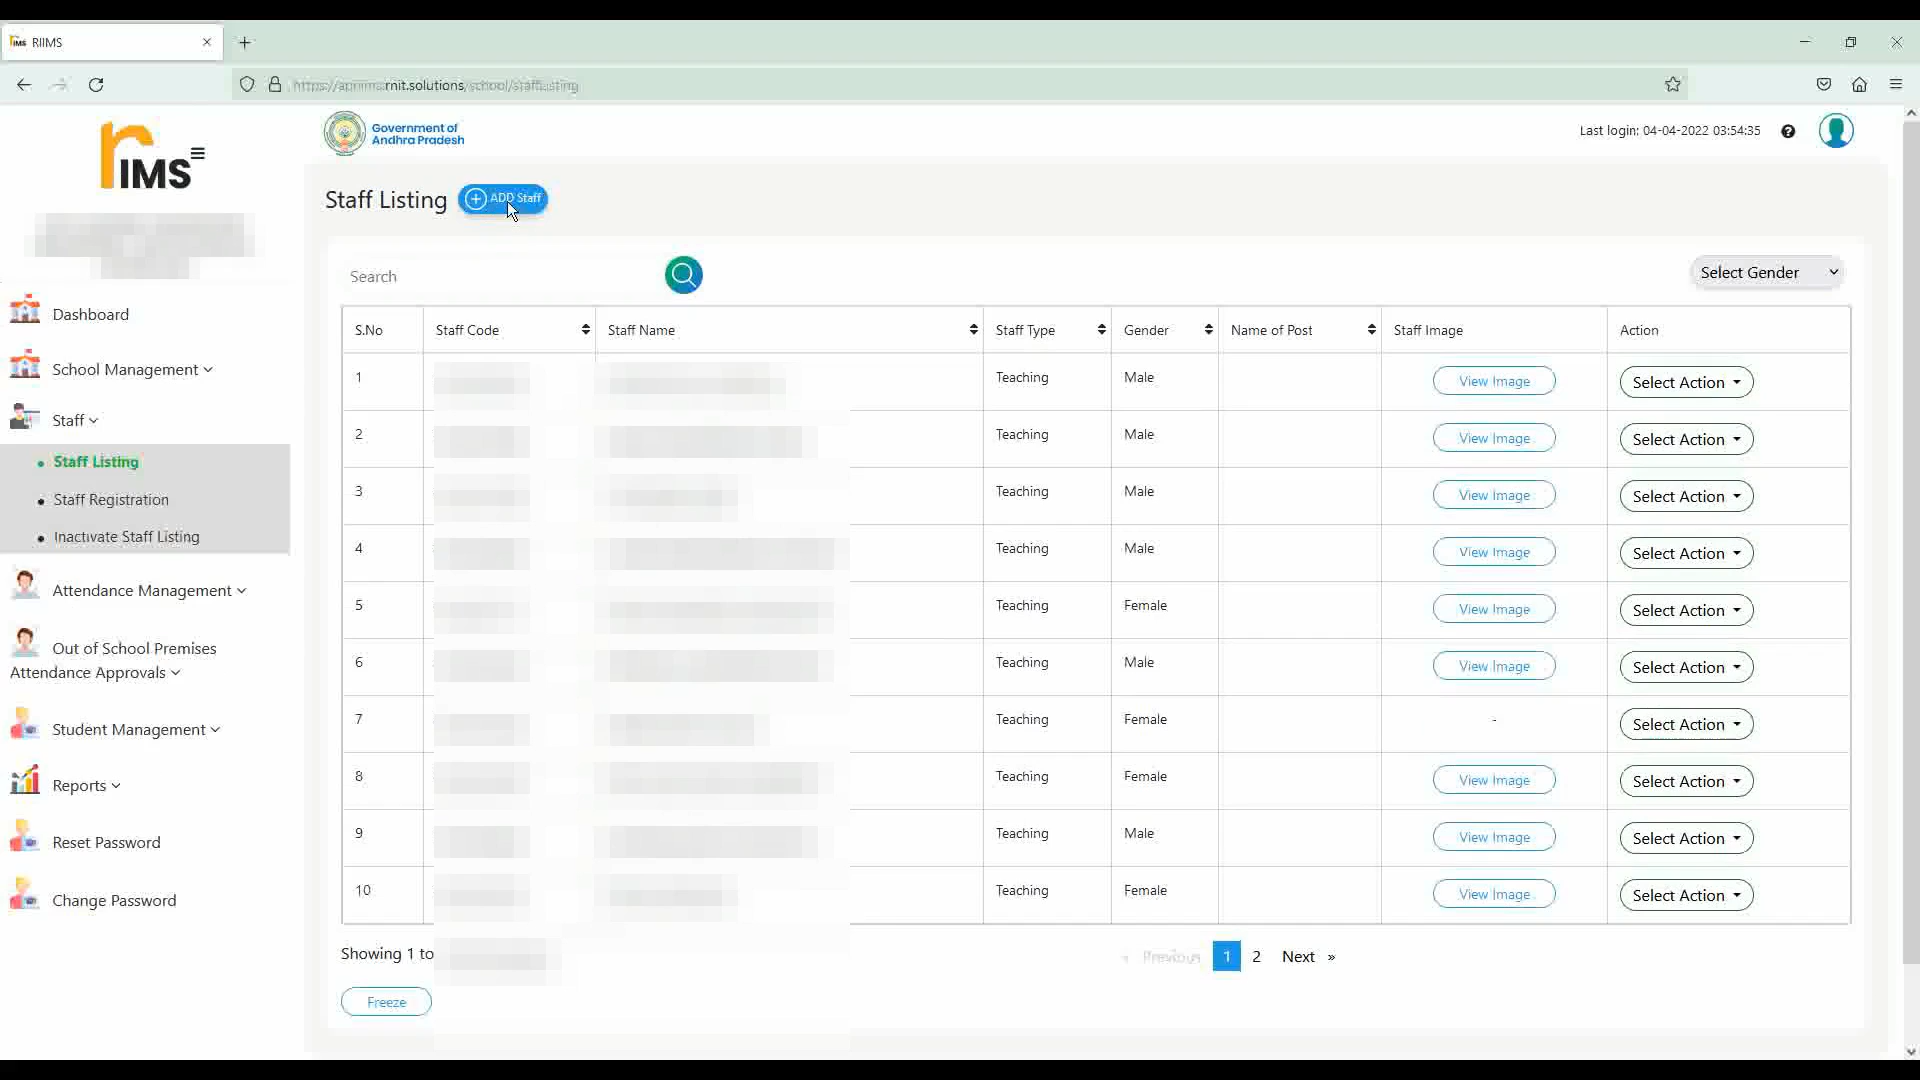 RIIMS
rnit.solutions/school/staffListing
rIMS
Government of
Andhra Pradesh
Last login: 04-04-2022 03:54:35
Staff Listing
ADD Staff
Search
Select Gender
Dashboard
School Management
Staff
Staff Listing
Staff Registration
Inactivate Staff Listing
Attendance Management
Out of School Premises
Attendance Approvals
Student Management
Reports
Reset Password
Change Password
S.No Staff Code Staff Name Staff Type Gender Name of Post Staff Image Action
1 Teaching Male View Image Select Action
2 Teaching Male View Image Select Action
3 Teaching Male View Image Select Action
4 Teaching Male View Image Select Action
5 Teaching Female View Image Select Action
6 Teaching Male View Image Select Action
7 Teaching Female - Select Action
8 Teaching Female View Image Select Action
9 Teaching Male View Image Select Action
10 Teaching Female View Image Select Action
Showing 1 to
« Previous 1 2 Next »
Freeze